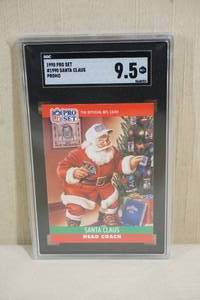 SGC
1990 PRO SET
#1990 SANTA CLAUS
PROMO
9.5
PRO SET
THE OFFICIAL NFL CARD
SANTA CLAUS
HEAD COACH